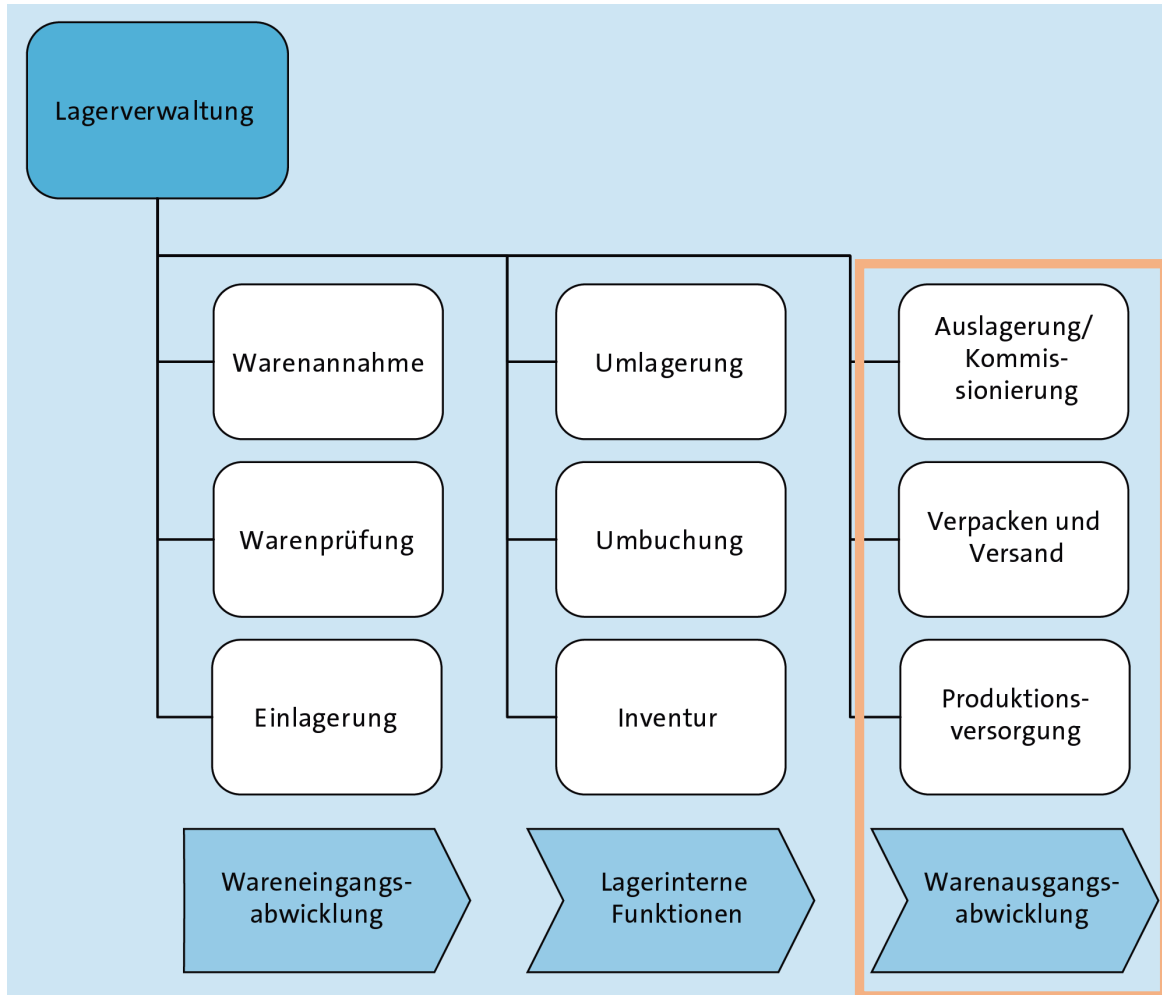 Lagerverwaltung
Warenannahme
Umlagerung
Auslagerung/
Kommis-
sionierung
Warenprüfung
Umbuchung
Verpacken und
Versand
Einlagerung
Inventur
Produktions-
versorgung
Wareneingangs-
abwicklung
Lagerinterne
Funktionen
Warenausgangs-
abwicklung